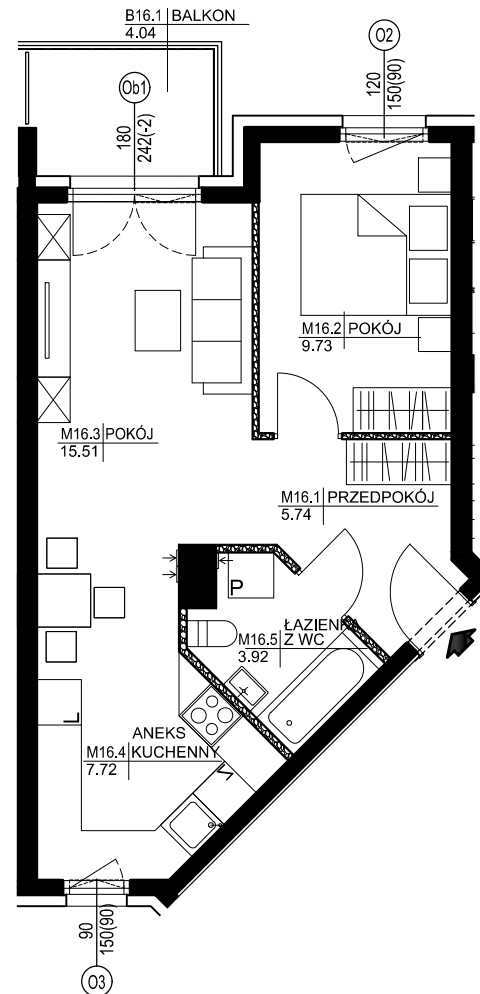 B16.1 BALKON
4.04
Ob1
180
242(-2)
O2
120
150(90)
M16.2 POKÓJ
9.73
M16.3 POKÓJ
15.51
M16.1 PRZEDPOKÓJ
5.74
P
ŁAZIENKA
M16.5 Z WC
3.92
L
ANEKS
M16.4 KUCHENNY
7.72
Z
90
150(90)
O3